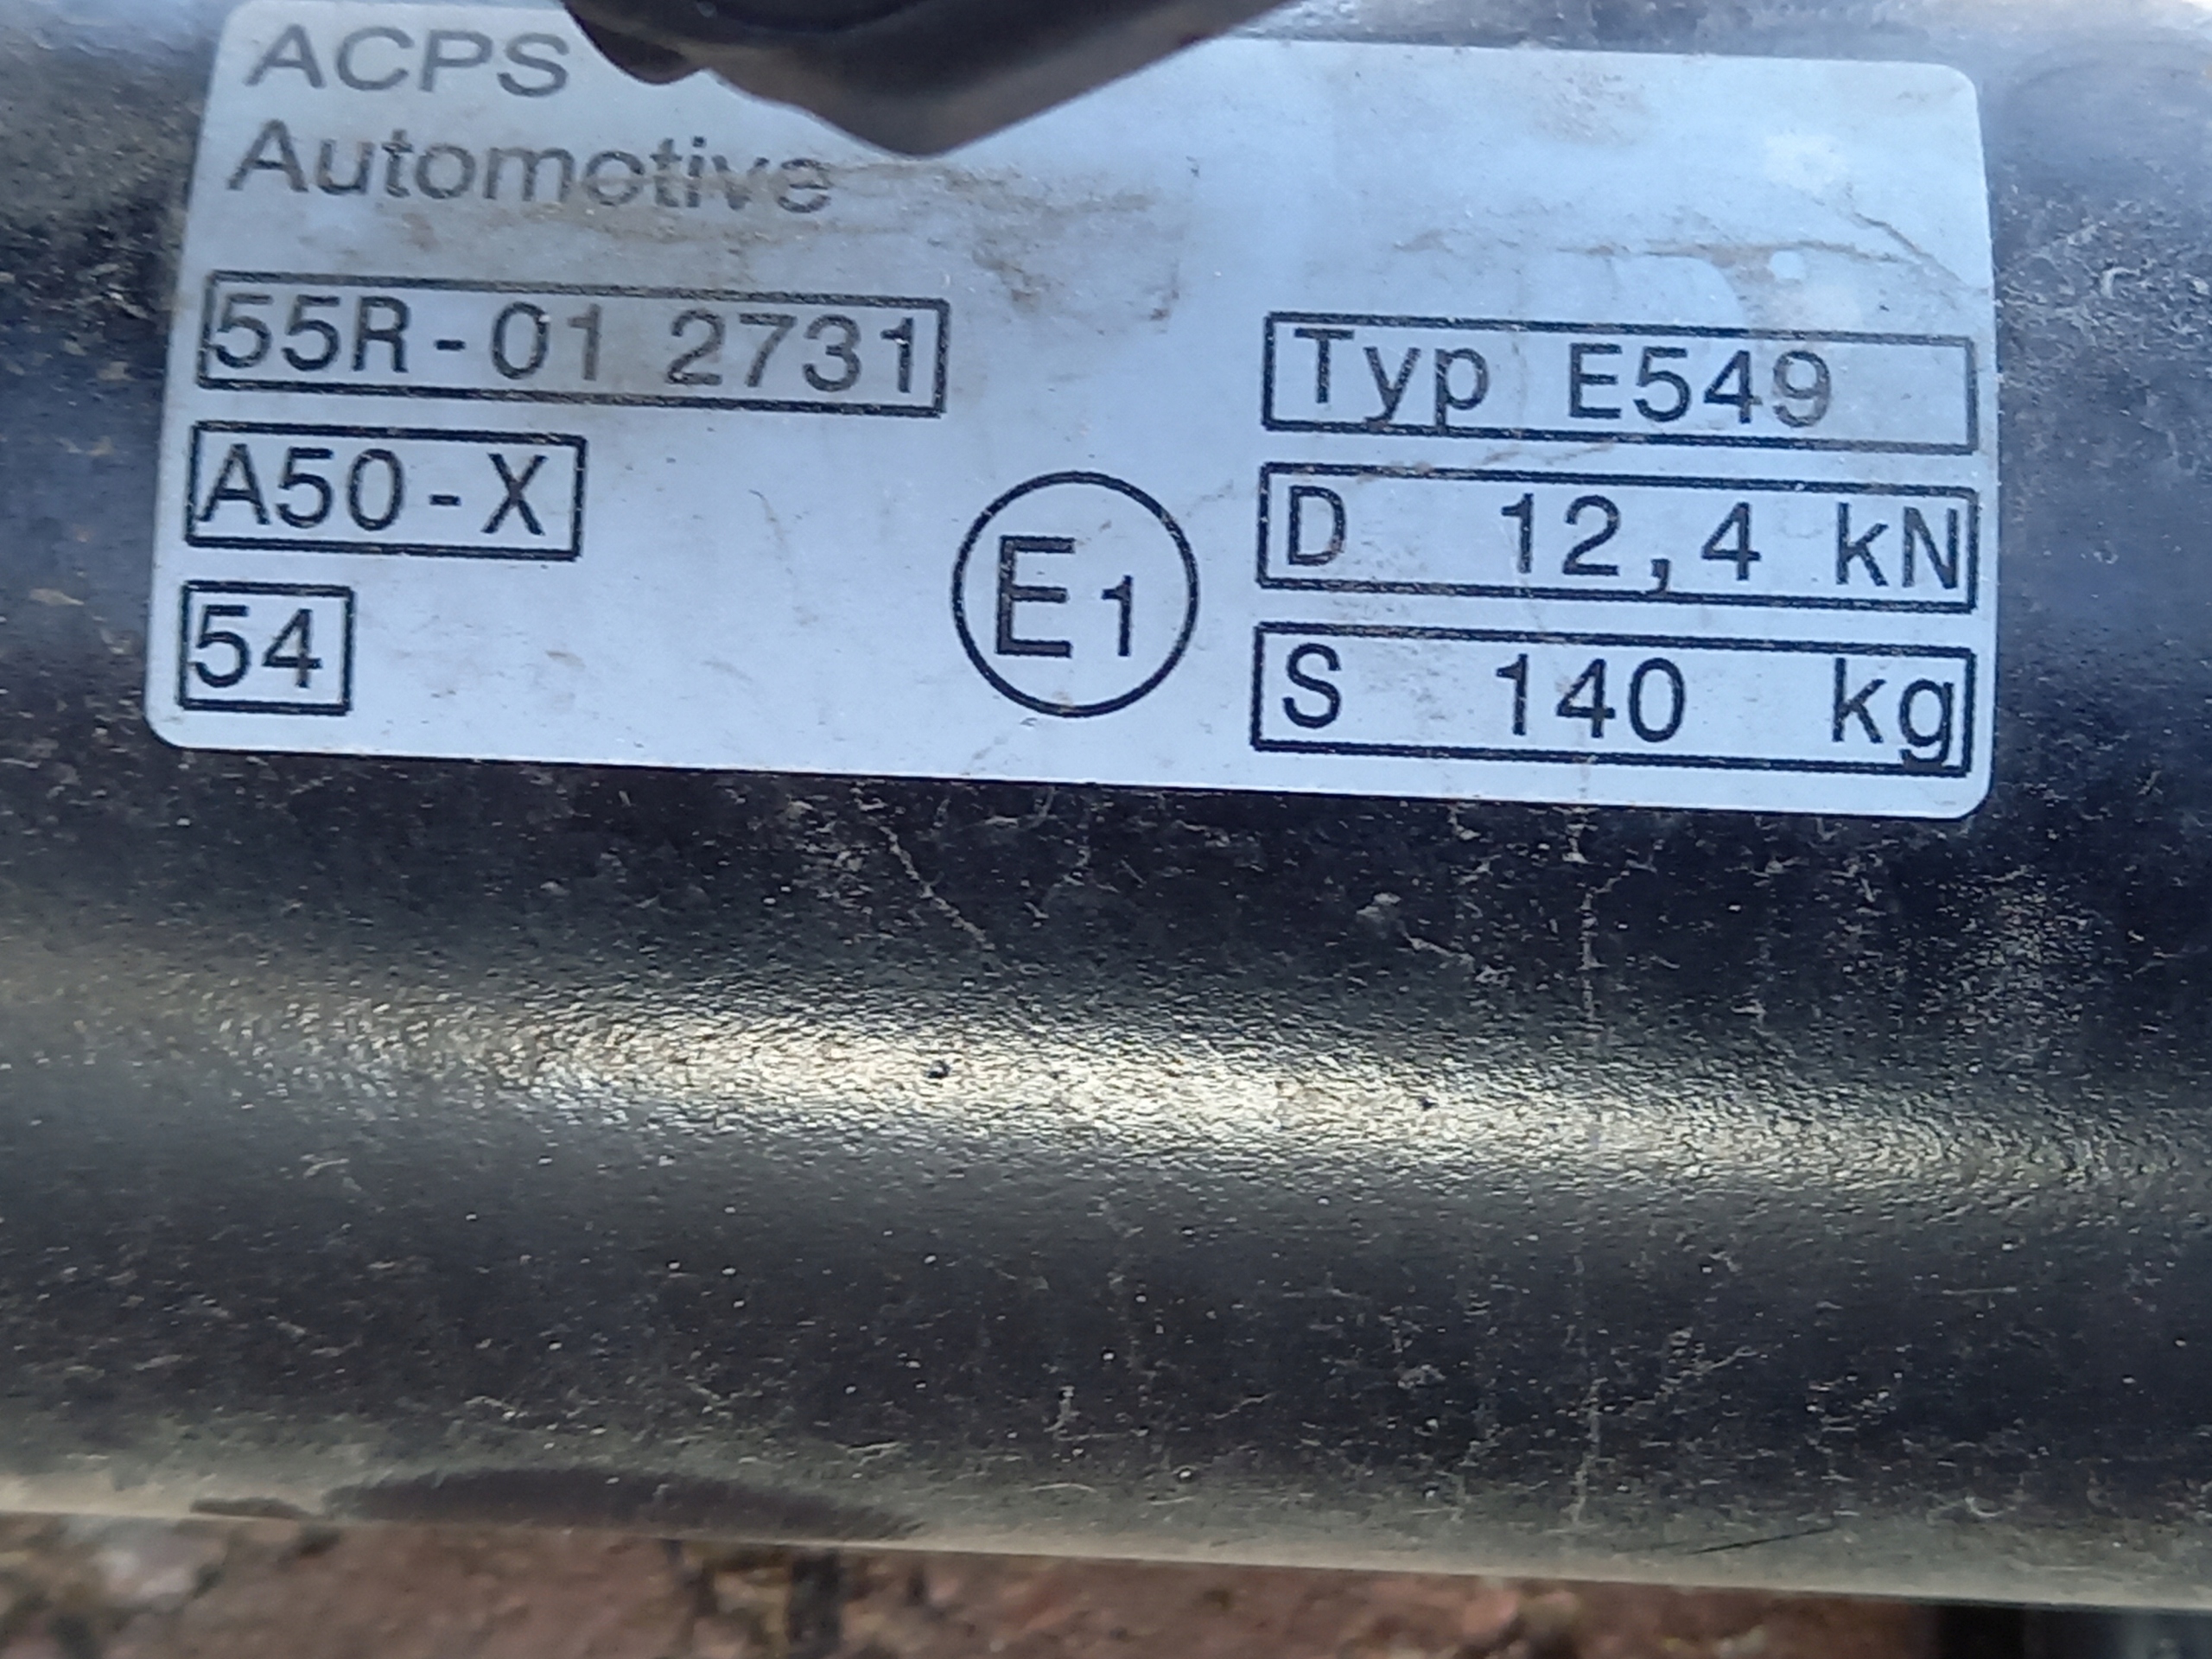 ACPS
Automotive
55R-01 2731
A50-X
54
E1
Typ E549
D 12,4 kN
S 140 kg